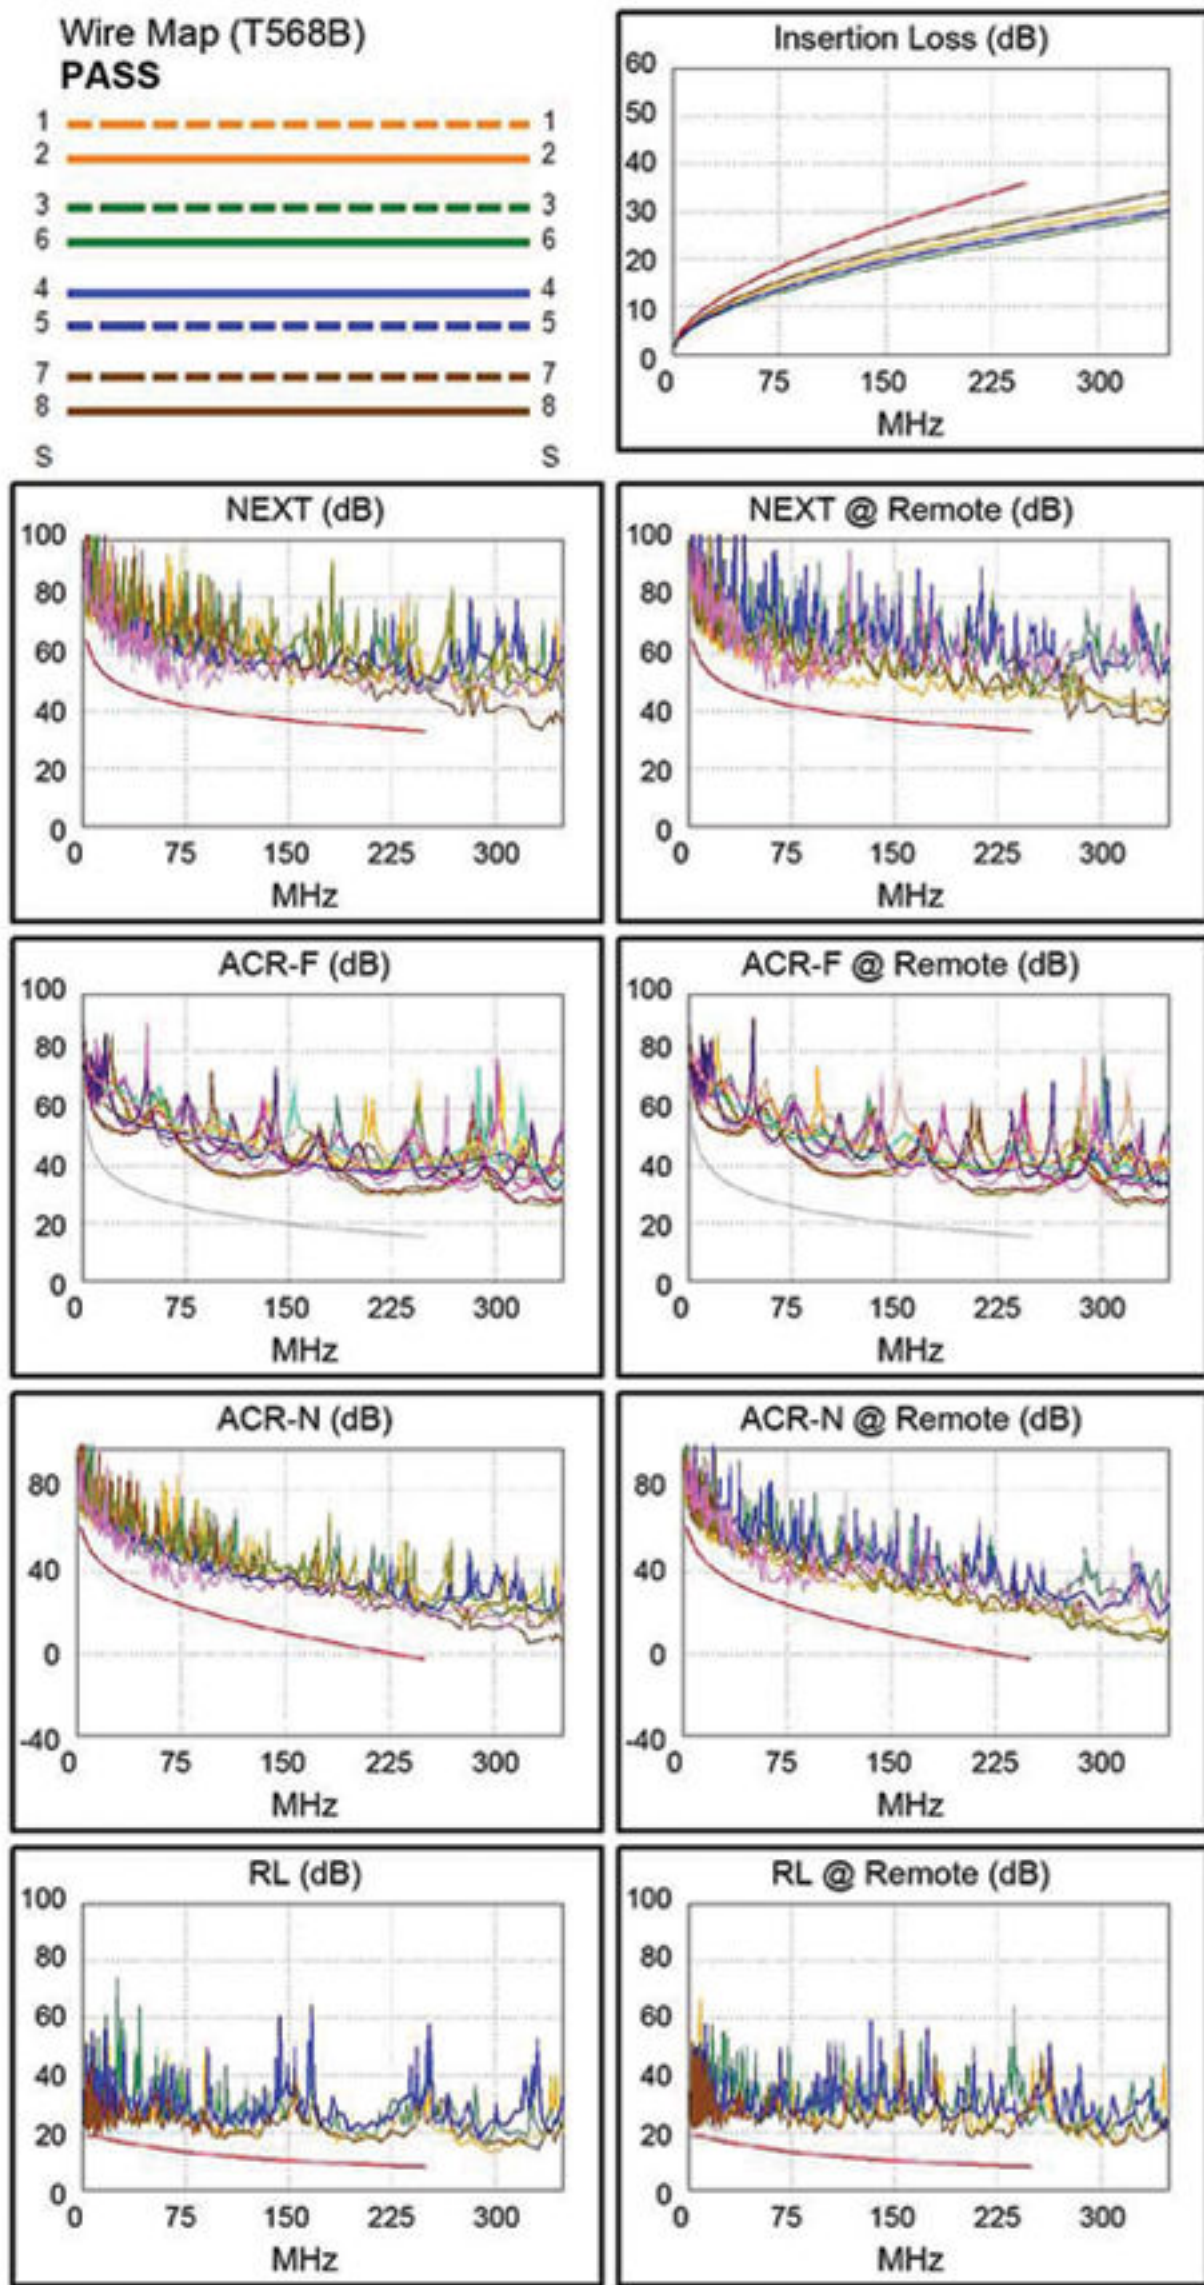 Wire Map (T568B)
PASS
1 1
2 2
3 3
6 6
4 4
5 5
7 7
8 8
S S
Insertion Loss (dB)
60
50
40
30
20
10
0
0 75 150 225 300
MHz
NEXT (dB)
100
80
60
40
20
0
0 75 150 225 300
MHz
NEXT @ Remote (dB)
100
80
60
40
20
0
0 75 150 225 300
MHz
ACR-F (dB)
100
80
60
40
20
0
0 75 150 225 300
MHz
ACR-F @ Remote (dB)
100
80
60
40
20
0
0 75 150 225 300
MHz
ACR-N (dB)
80
40
0
-40
0 75 150 225 300
MHz
ACR-N @ Remote (dB)
80
40
0
-40
0 75 150 225 300
MHz
RL (dB)
100
80
60
40
20
0
0 75 150 225 300
MHz
RL @ Remote (dB)
100
80
60
40
20
0
0 75 150 225 300
MHz